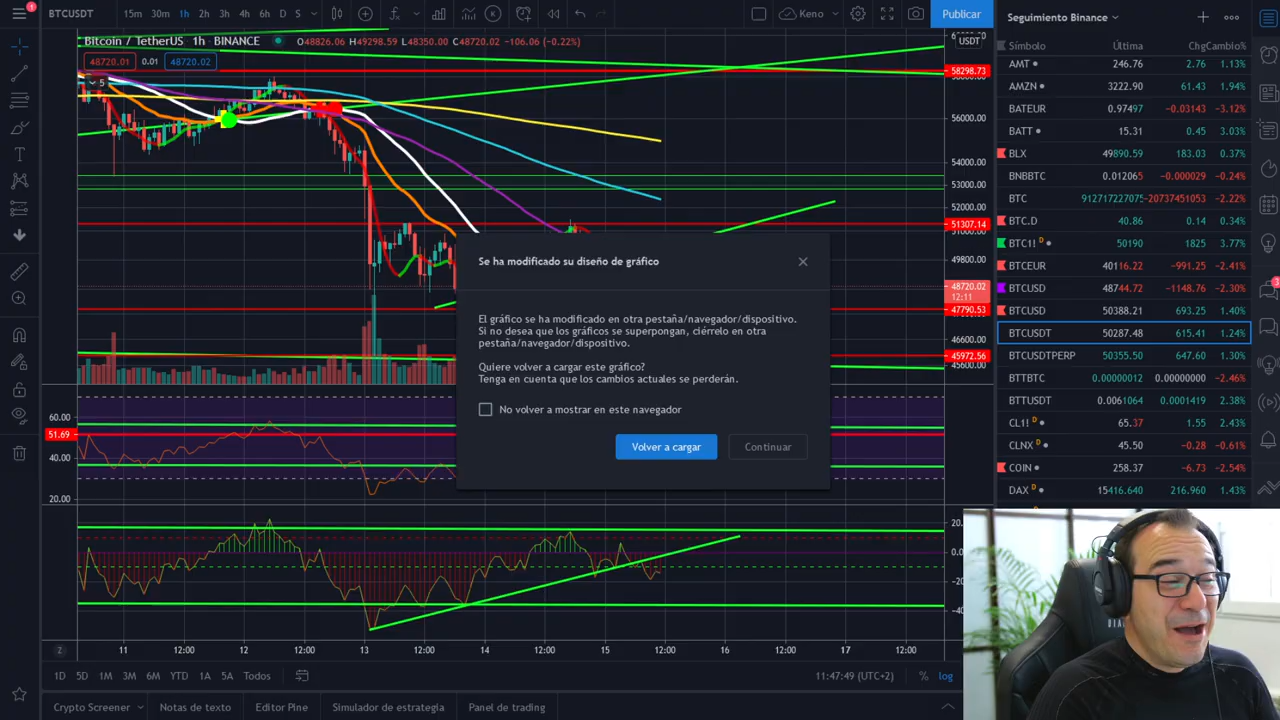 BTCUSDT
15m 30m 1h 2h 3h 4h 6h D S
Keno
Publicar
Bitcoin / TetherUS 1h BINANCE O48826.06 H49298.59 L48350.00 C48720.02 −106.06 (−0.22%)
48720.01 0.01 48720.02
5
USDT
58298.73
56000.00
54000.00
53000.00
52000.00
51307.14
49800.00
48720.02
12:11
47790.53
46600.00
45972.56
45600.00
60.00
51.69
40.00
20.00
Se ha modificado su diseño de gráfico
El gráfico se ha modificado en otra pestaña/navegador/dispositivo.
Si no desea que los gráficos se superpongan, ciérrelo en otra
pestaña/navegador/dispositivo.
Quiere volver a cargar este gráfico?
Tenga en cuenta que los cambios actuales se perderán.
No volver a mostrar en este navegador
Volver a cargar
Continuar
Z 11 12:00 12 12:00 13 12:00 14 12:00 15 12:00 16 12:00 17 12:00
1D 5D 1M 3M 6M YTD 1A 5A Todos
11:47:49 (UTC+2) % log
Crypto Screener Notas de texto Editor Pine Simulador de estrategia Panel de trading
Seguimiento Binance
Símbolo Última Chg Cambio%
AMT 246.76 2.76 1.13%
AMZN 3222.90 61.43 1.94%
BATEUR 0.97497 −0.03143 −3.12%
BATT 15.31 0.45 3.03%
BLX 49890.59 183.03 0.37%
BNBBTC 0.012065 −0.000029 −0.24%
BTC 912717227075 −20737451053 −2.22%
BTC.D 40.86 0.14 0.34%
BTC1! D 50190 1825 3.77%
BTCEUR 40116.22 −991.25 −2.41%
BTCUSD 48744.72 −1148.76 −2.30%
BTCUSD 50388.21 693.25 1.40%
BTCUSDT 50287.48 615.41 1.24%
BTCUSDTPERP 50355.50 647.60 1.30%
BTTBTC 0.00000012 0.00000000 −2.46%
BTTUSDT 0.0061064 0.0001419 2.38%
CL1! D 65.37 1.55 2.43%
CLNX 45.50 −0.28 −0.61%
COIN 258.37 −6.73 −2.54%
DAX D 15416.640 216.960 1.43%